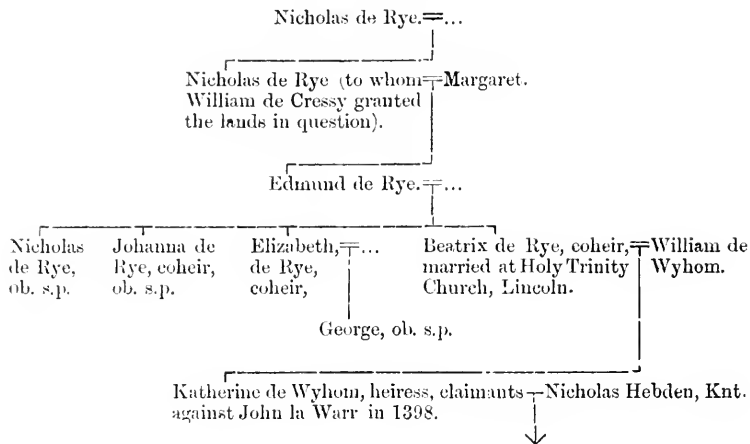 Nicholas de Rye.=...
Nicholas de Rye (to whom=Margaret.
William de Cressy granted
the lands in question).
Edmund de Rye.=...
Nicholas
de Rye,
ob. s.p.
Johanna de
Rye, coheir,
ob. s.p.
Elizabeth,=...
de Rye,
coheir,
Beatrix de Rye, coheir,=William de
married at Holy Trinity Wyhom.
Church, Lincoln.
George, ob. s.p.
Katherine de Wyhom, heiress, claimants—Nicholas Hebden, Knt.
against John la Warr in 1398.